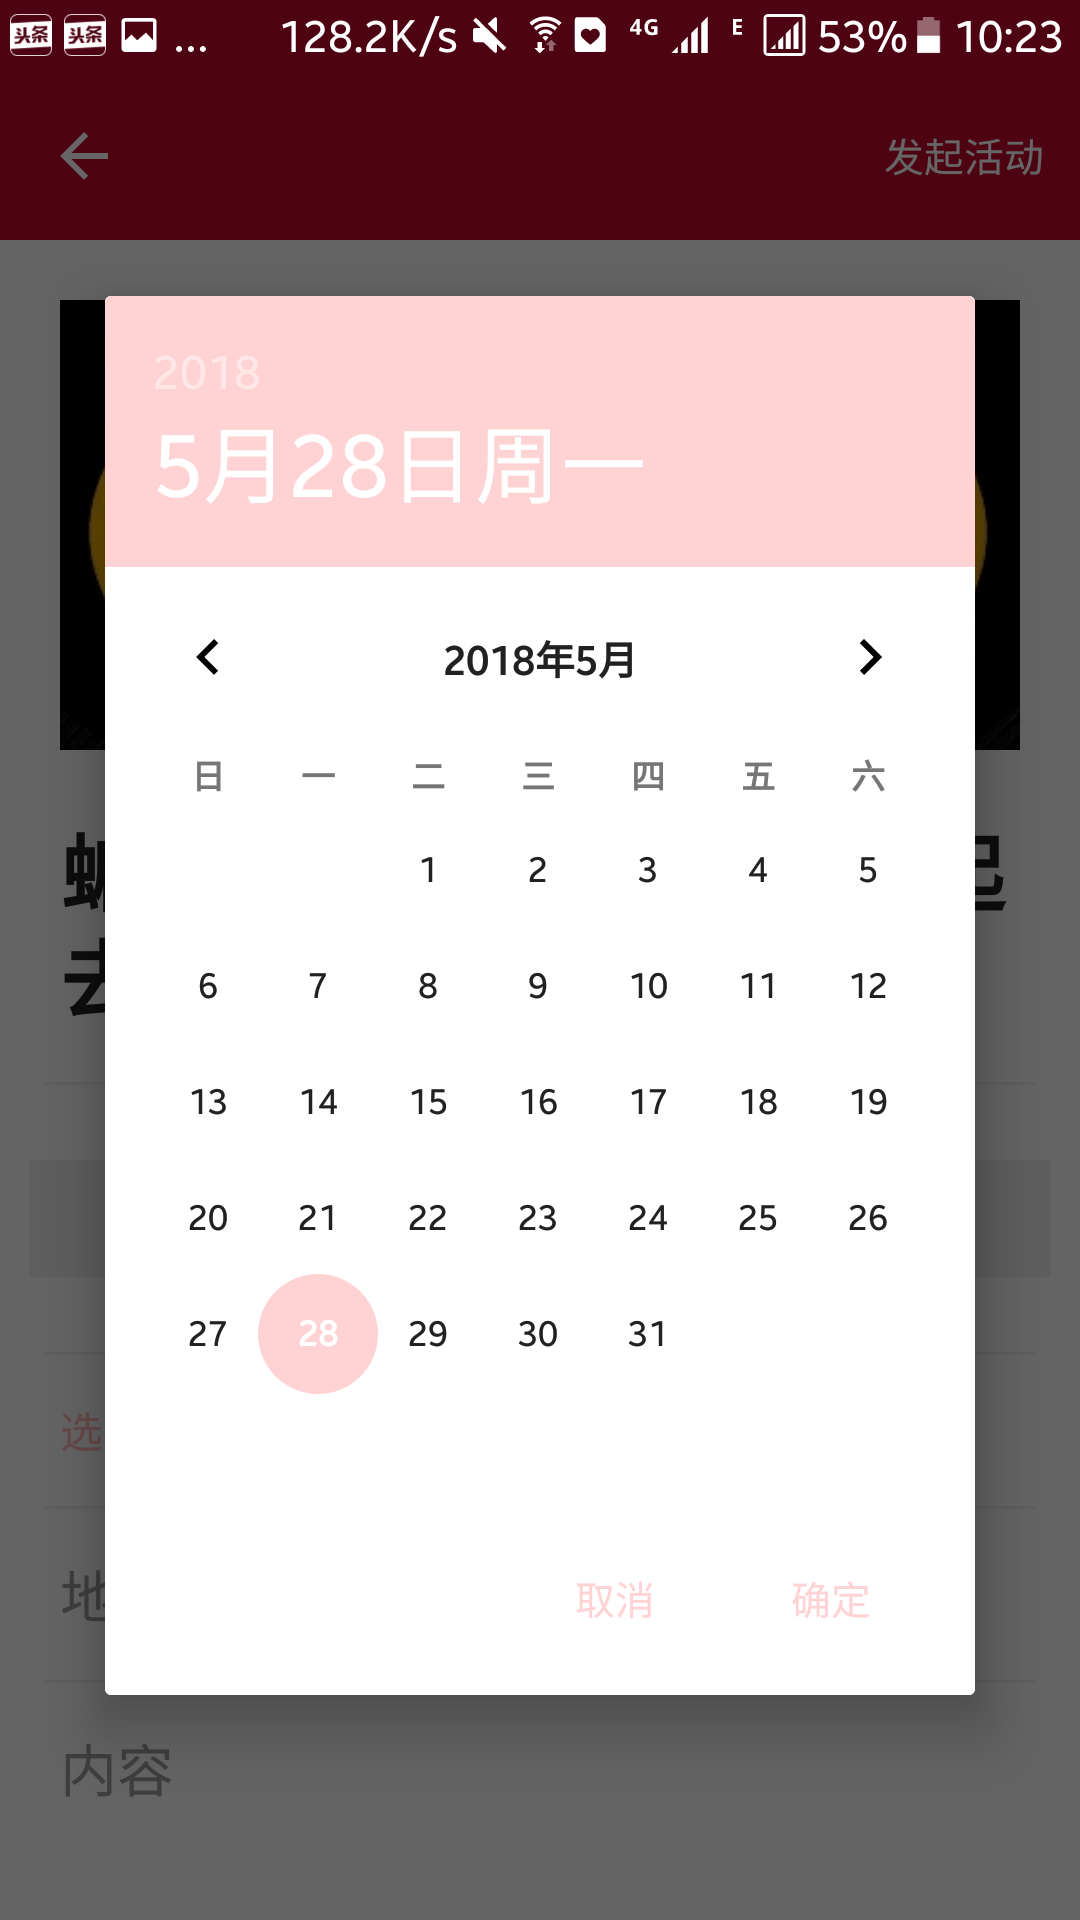 头条 头条 ... 128.2K/s 4G E 53% 10:23
发起活动
2018
5月28日周一
2018年5月
日 一 二 三 四 五 六
1 2 3 4 5
6 7 8 9 10 11 12
13 14 15 16 17 18 19
20 21 22 23 24 25 26
27 28 29 30 31
去
选
取消 确定
地
内容